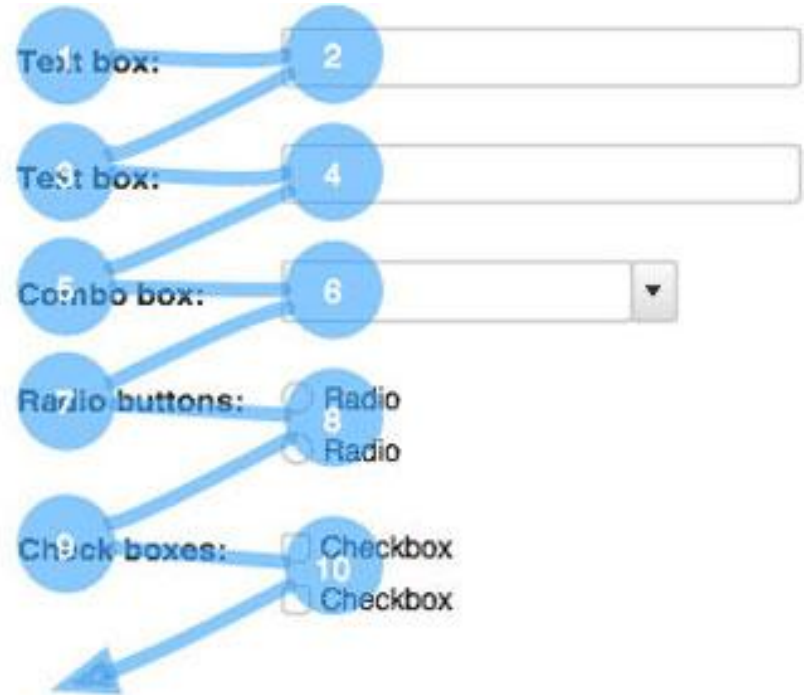 1 2
Text box:
3 4
Text box:
5 6
Combo box:
7 8
Radio buttons: Radio
Radio
9 10
Check boxes: Checkbox
Checkbox